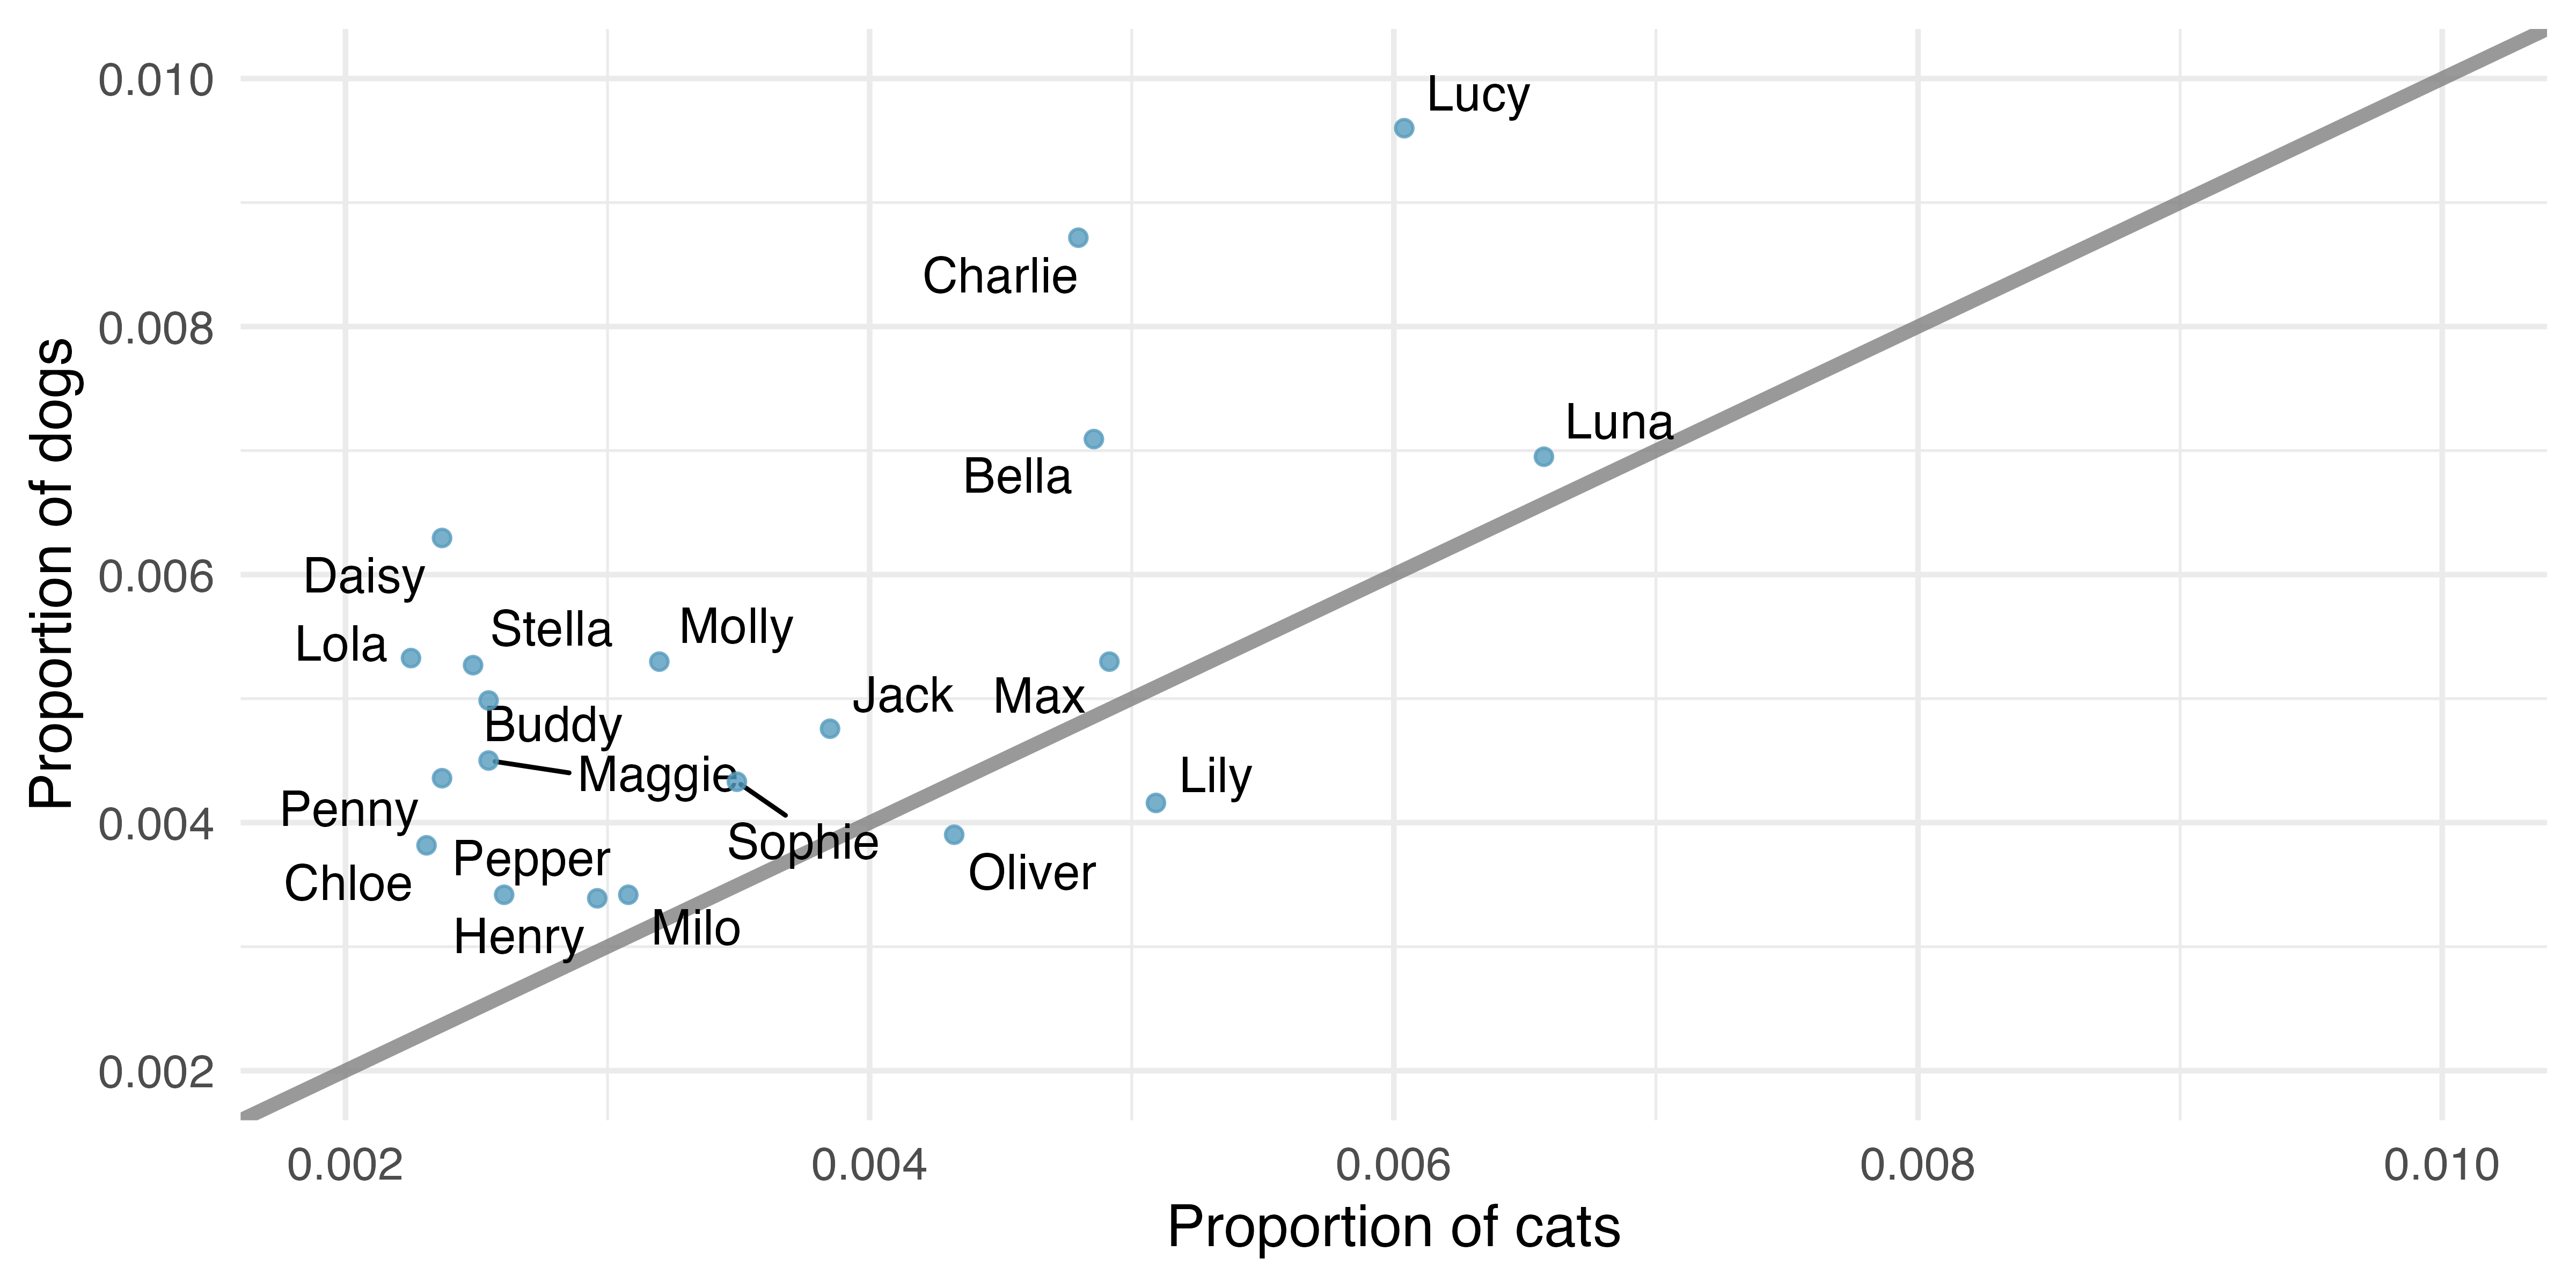 0.010
Lucy
Charlie
0.008
Luna
Bella
Proportion of dogs
0.006
Daisy
Stella
Molly
Lola
Jack
Max
Buddy
Maggie
Lily
Penny
0.004
Sophie
Pepper
Oliver
Chloe
Henry
Milo
0.002
0.002 0.004 0.006 0.008 0.010
Proportion of cats